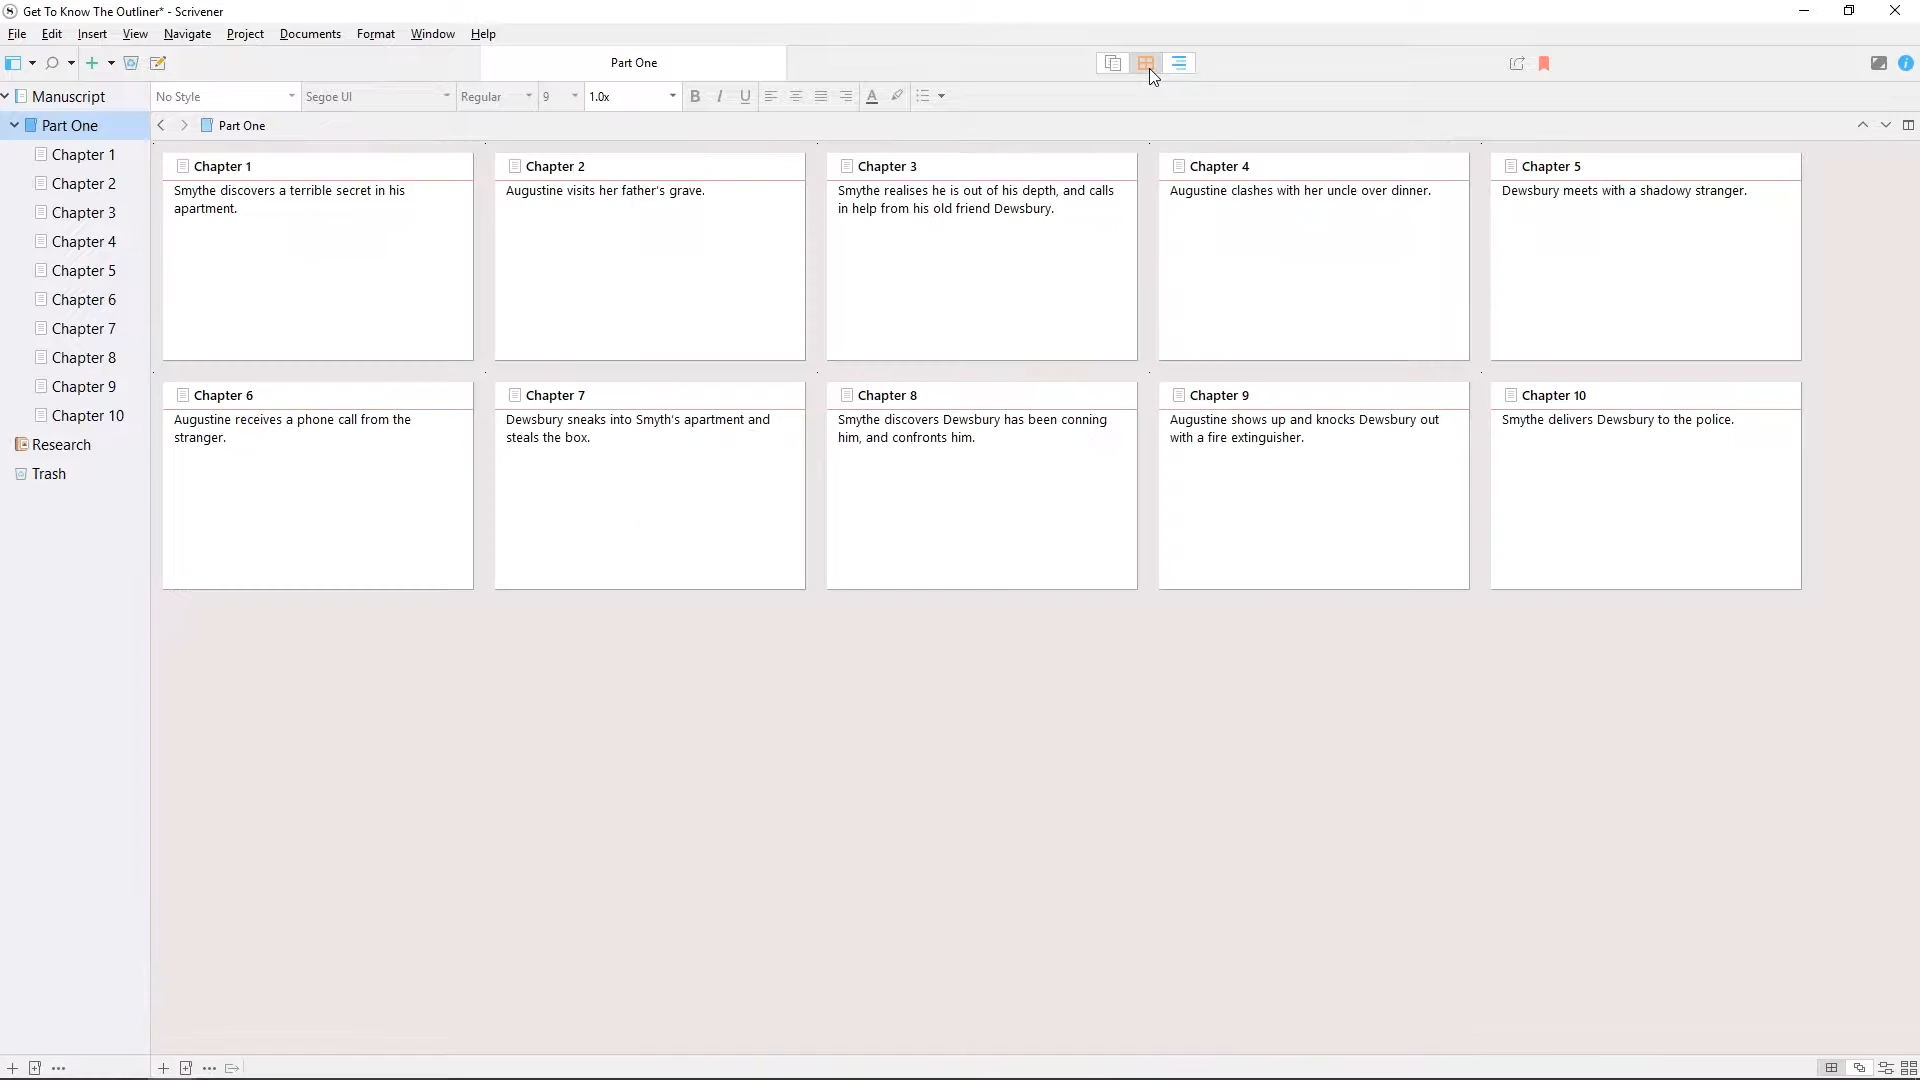 Get To Know The Outliner* - Scrivener
File Edit Insert View Navigate Project Documents Format Window Help
Part One
No Style Segoe UI Regular 9 1.0x B I U A
Manuscript
Part One
Chapter 1
Chapter 2
Chapter 3
Chapter 4
Chapter 5
Chapter 6
Chapter 7
Chapter 8
Chapter 9
Chapter 10
Research
Trash
Part One
Chapter 1
Smythe discovers a terrible secret in his
apartment.
Chapter 2
Augustine visits her father's grave.
Chapter 3
Smythe realises he is out of his depth, and calls
in help from his old friend Dewsbury.
Chapter 4
Augustine clashes with her uncle over dinner.
Chapter 5
Dewsbury meets with a shadowy stranger.
Chapter 6
Augustine receives a phone call from the
stranger.
Chapter 7
Dewsbury sneaks into Smyth's apartment and
steals the box.
Chapter 8
Smythe discovers Dewsbury has been conning
him, and confronts him.
Chapter 9
Augustine shows up and knocks Dewsbury out
with a fire extinguisher.
Chapter 10
Smythe delivers Dewsbury to the police.